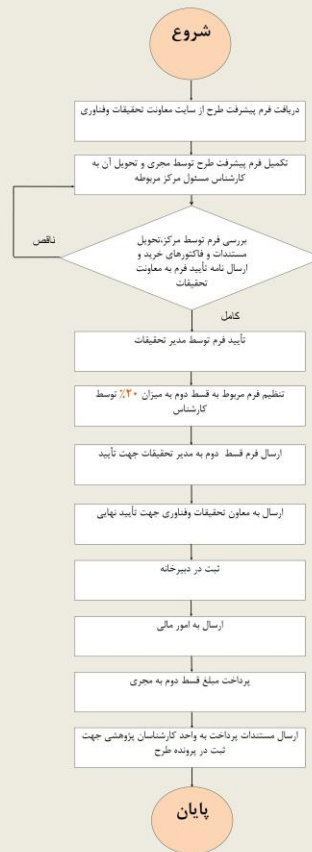 شروع
دریافت فرم پیشرفت طرح از سایت معاونت تحقیقات وفناوری
تکمیل فرم پیشرفت طرح توسط مجری و تحویل آن به
کارشناس مسئول مرکز مربوطه
ناقص
بررسی فرم توسط مرکز،تحویل
مستندات و فاکتورهای خرید و
ارسال نامه تأیید فرم به معاونت
تحقیقات
کامل
تأیید فرم توسط مدیر تحقیقات
تنظیم فرم مربوط به قسط دوم به میزان ۲۰٪ توسط
کارشناس
ارسال فرم قسط دوم به مدیر تحقیقات جهت تأیید
ارسال به معاون تحقیقات وفناوری جهت تأیید نهایی
ثبت در دبیرخانه
ارسال به امور مالی
پرداخت مبلغ قسط دوم به مجری
ارسال مستندات پرداخت به واحد کارشناسان پژوهشی جهت
ثبت در پرونده طرح
پایان